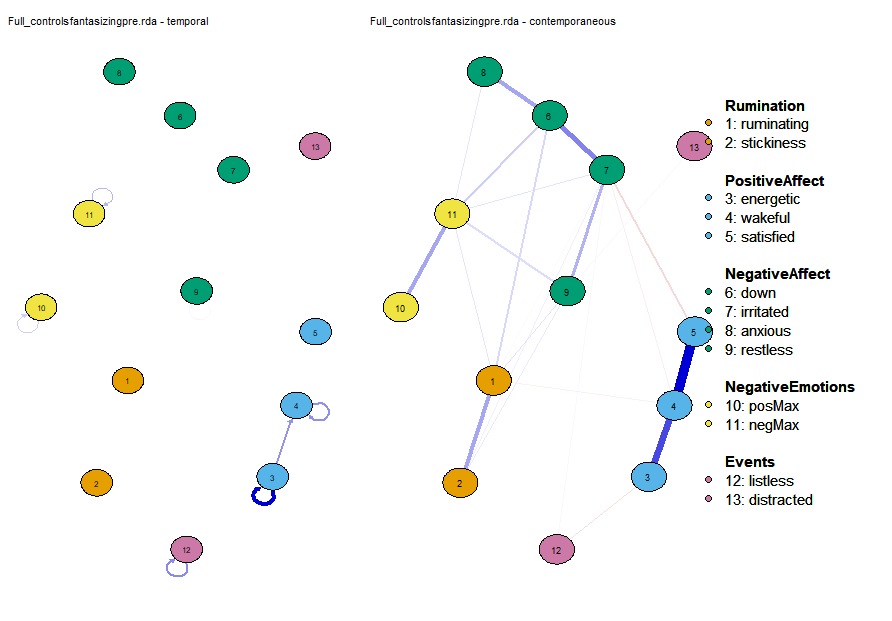 Full_controlsfantasizingpre.rda - temporal
Full_controlsfantasizingpre.rda - contemporaneous
8
6
13
7
11
9
10
5
1
4
3
2
12
8
6
13
7
11
9
10
5
1
4
3
2
12
Rumination
1: ruminating
2: stickiness
PositiveAffect
3: energetic
4: wakeful
5: satisfied
NegativeAffect
6: down
7: irritated
8: anxious
9: restless
NegativeEmotions
10: posMax
11: negMax
Events
12: listless
13: distracted